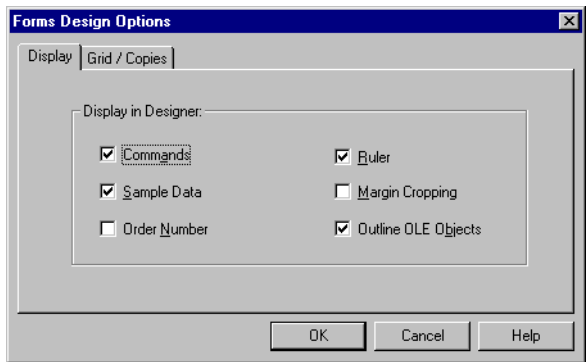 Forms Design Options
Display Grid / Copies
Display in Designer:
Commands Ruler
Sample Data Margin Cropping
Order Number Outline OLE Objects
OK Cancel Help